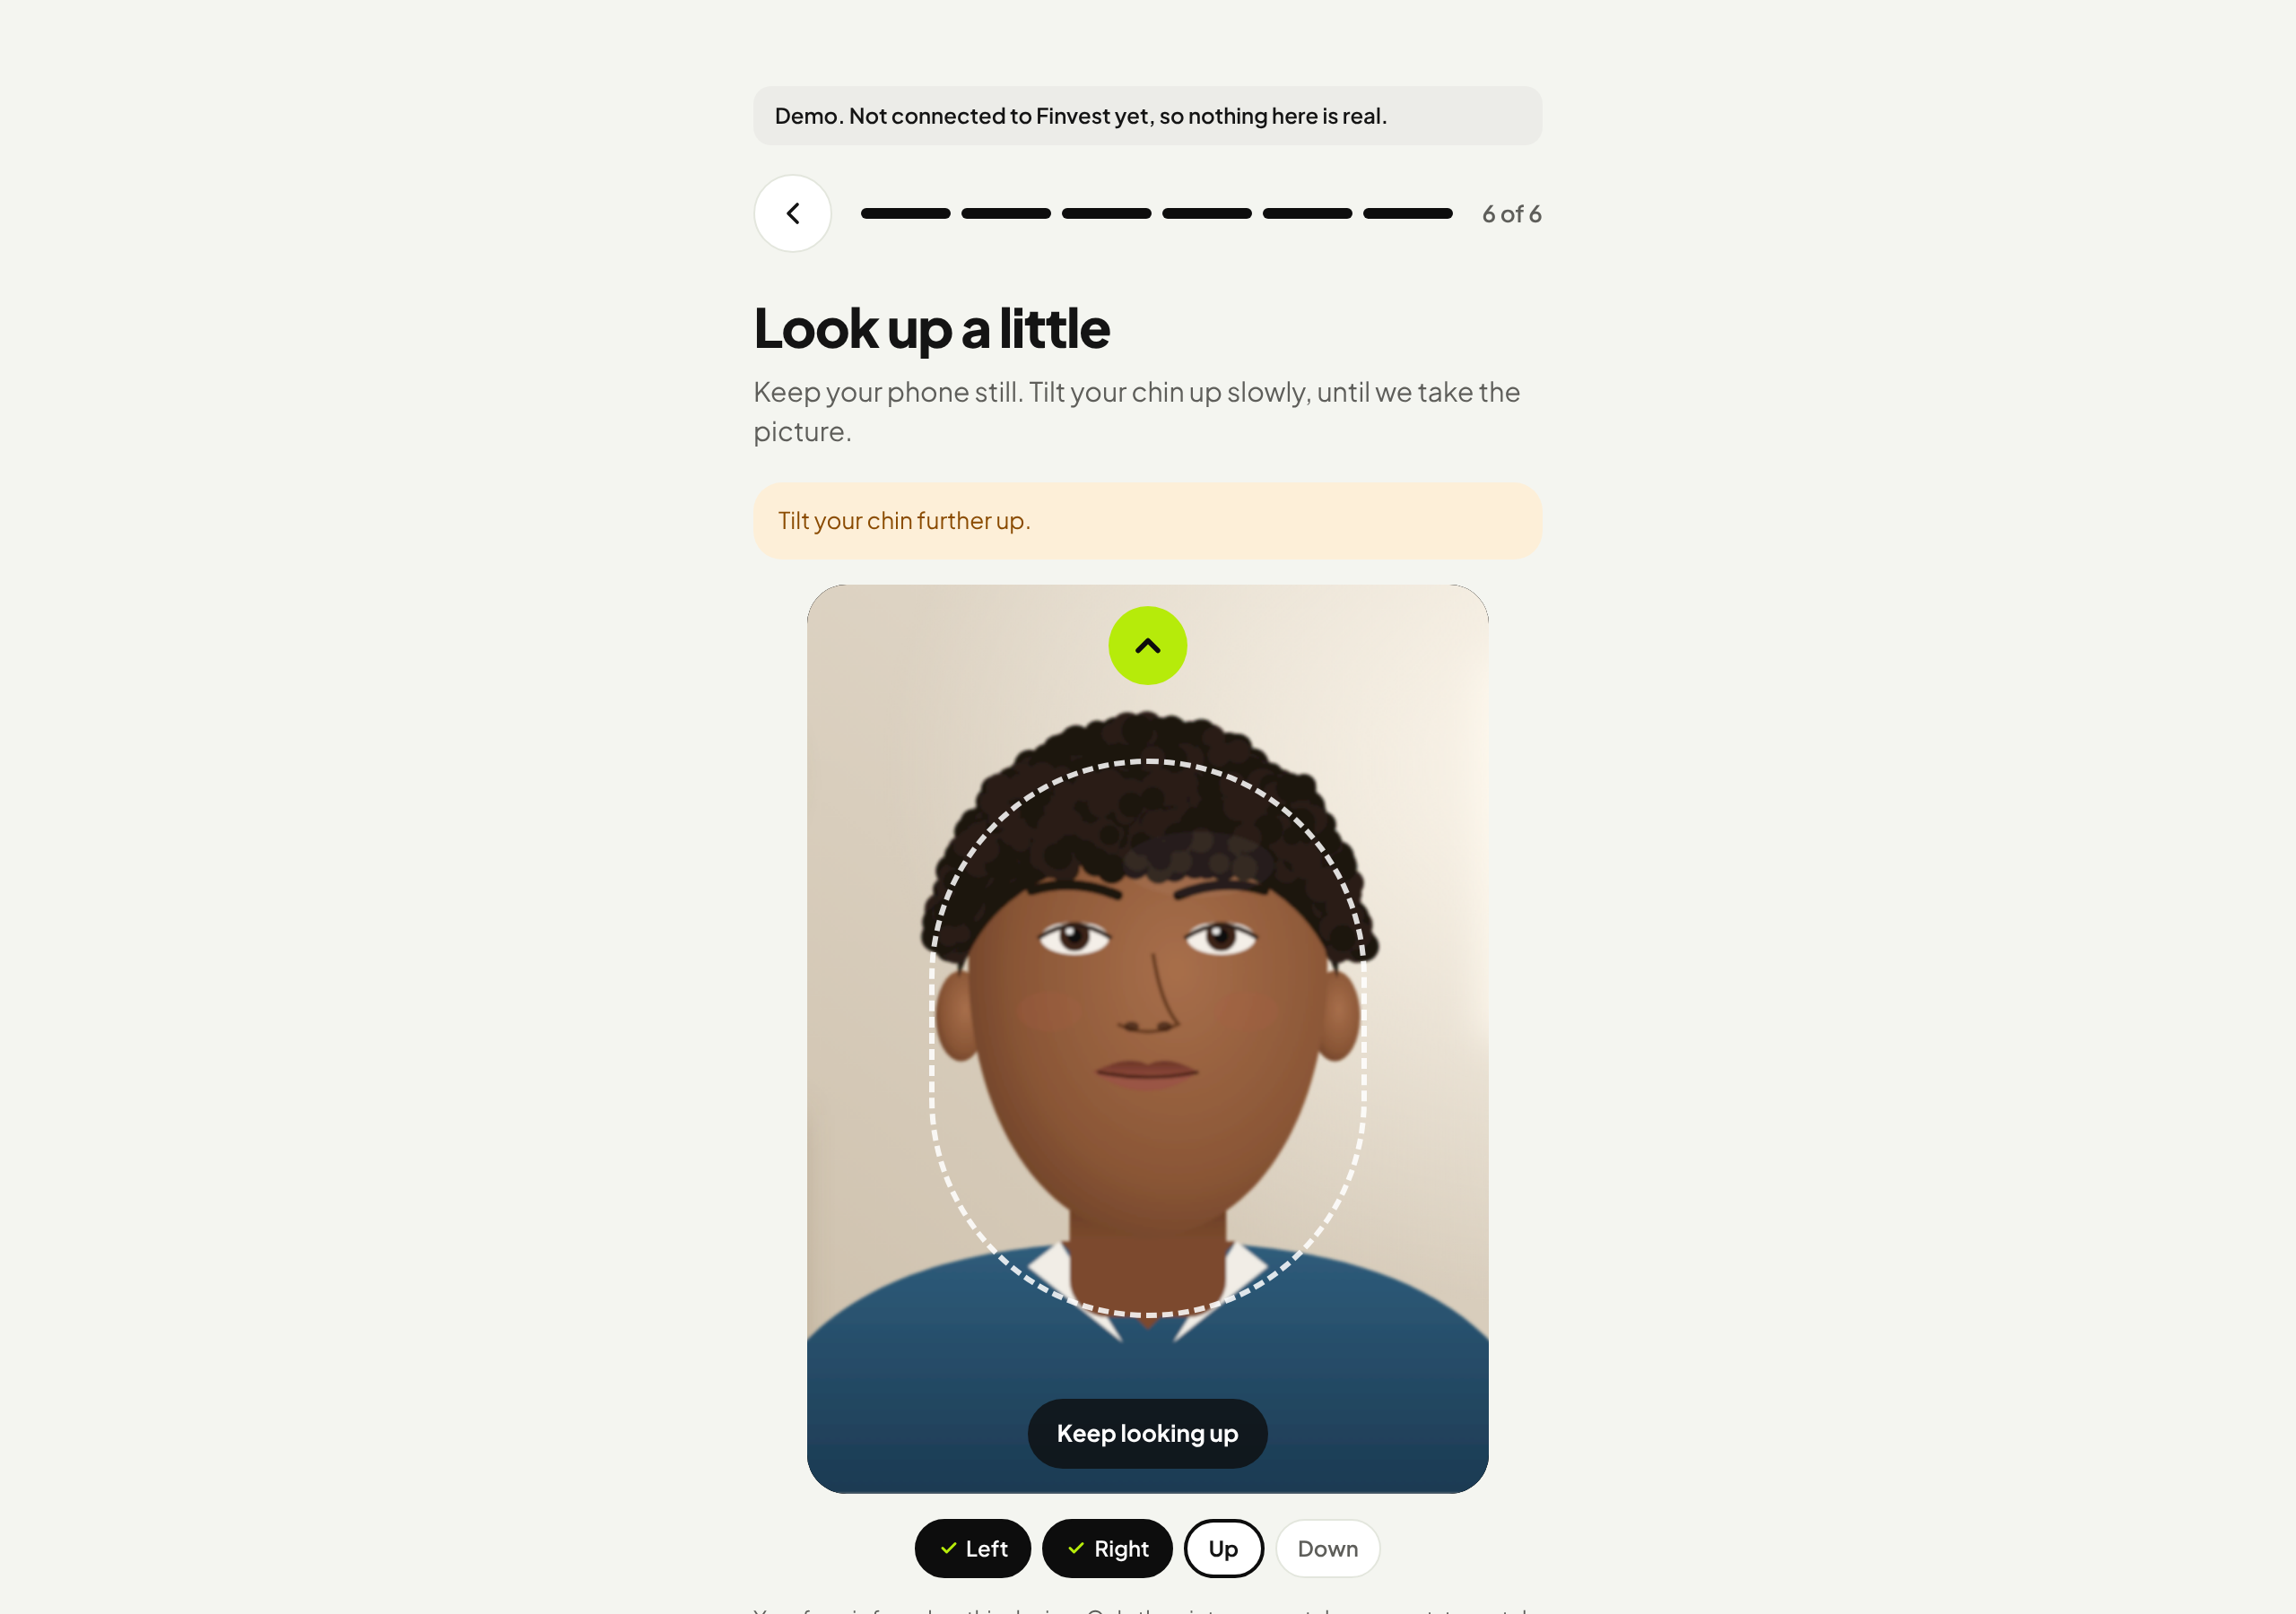 Demo. Not connected to Finvest yet, so nothing here is real.
6 of 6
Look up a little
Keep your phone still. Tilt your chin up slowly, until we take the
picture.
Tilt your chin further up.
Keep looking up
Left
Right
Up
Down